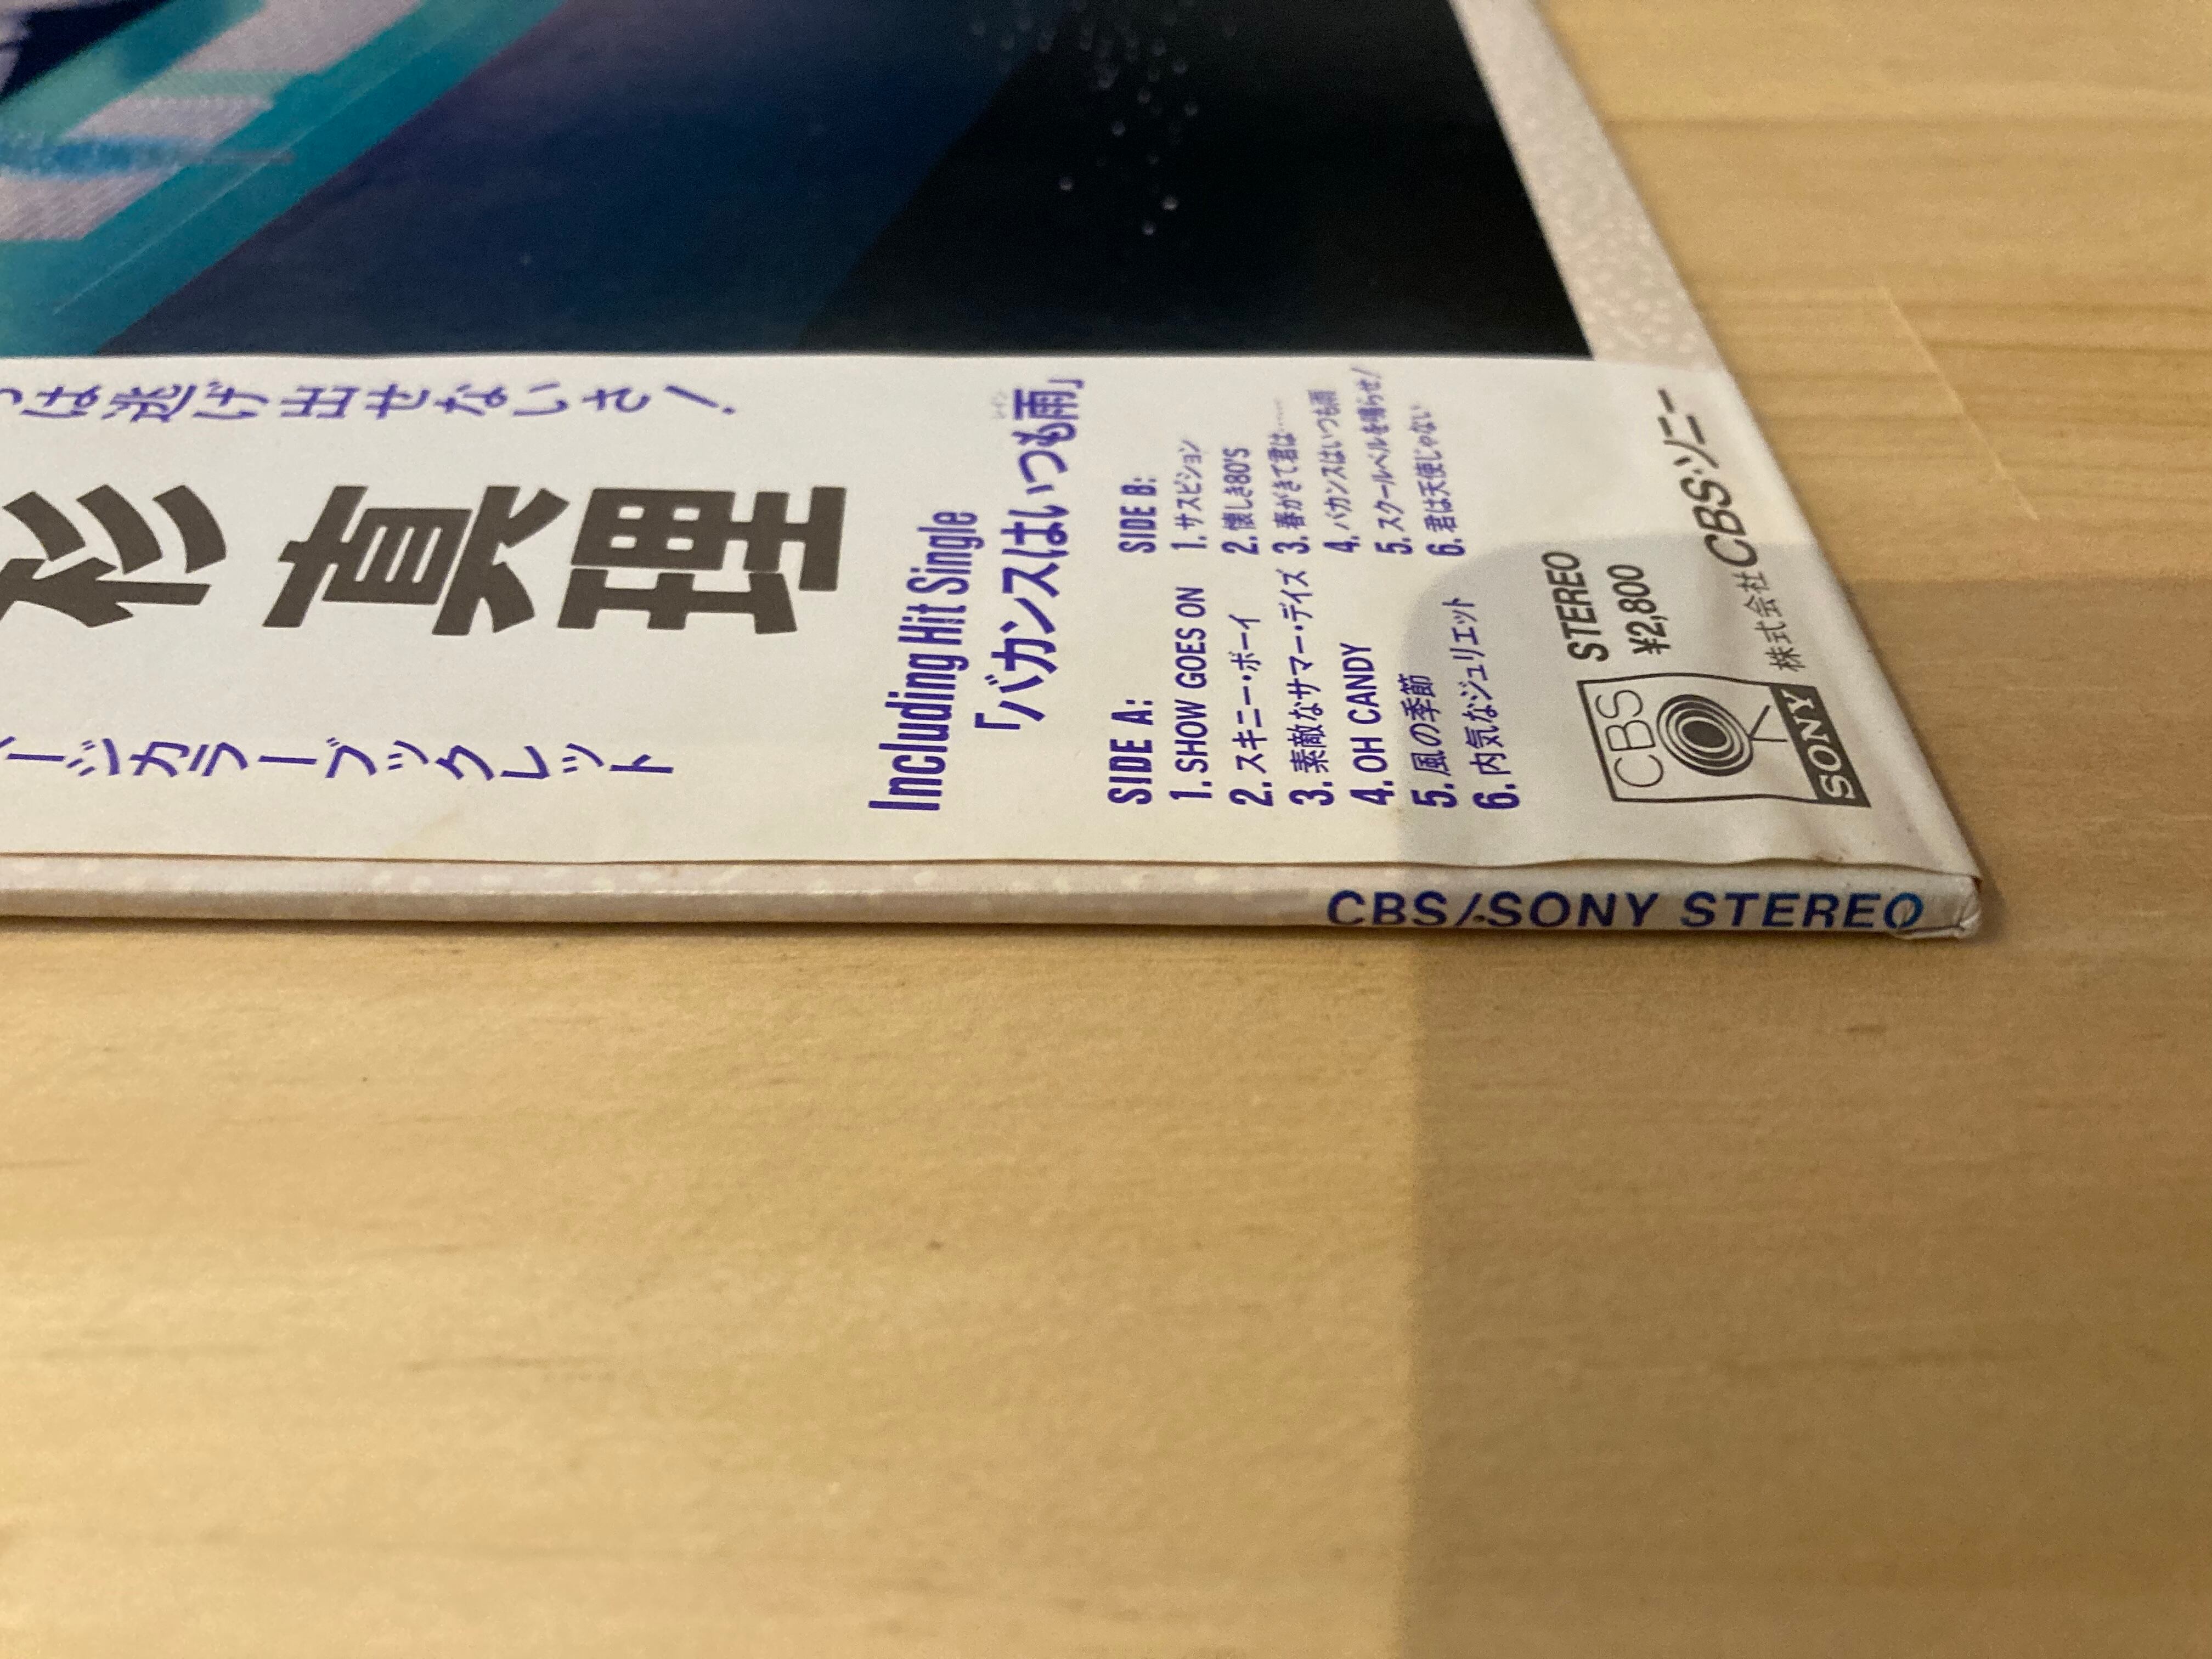 つは逃げ出せないさ!
杉 真理
ージカラーブックレット
Including Hit Single
「バカンスはいつも雨」
レイン
SIDE A:
1. SHOW GOES ON
2. スキニー・ボーイ
3. 素敵なサマー・デイズ
4. OH CANDY
5. 風の季節
6. 内気なジュリエット
SIDE B:
1. サスピション
2. 懐しき80'S
3. 春がきて君は……
4. バカンスはいつも雨
5. スクールベルを鳴らせ!
6. 君は天使じゃない
CBS
SONY
STEREO
¥2,800
株式会社CBS・ソニー
CBS/SONY STEREO